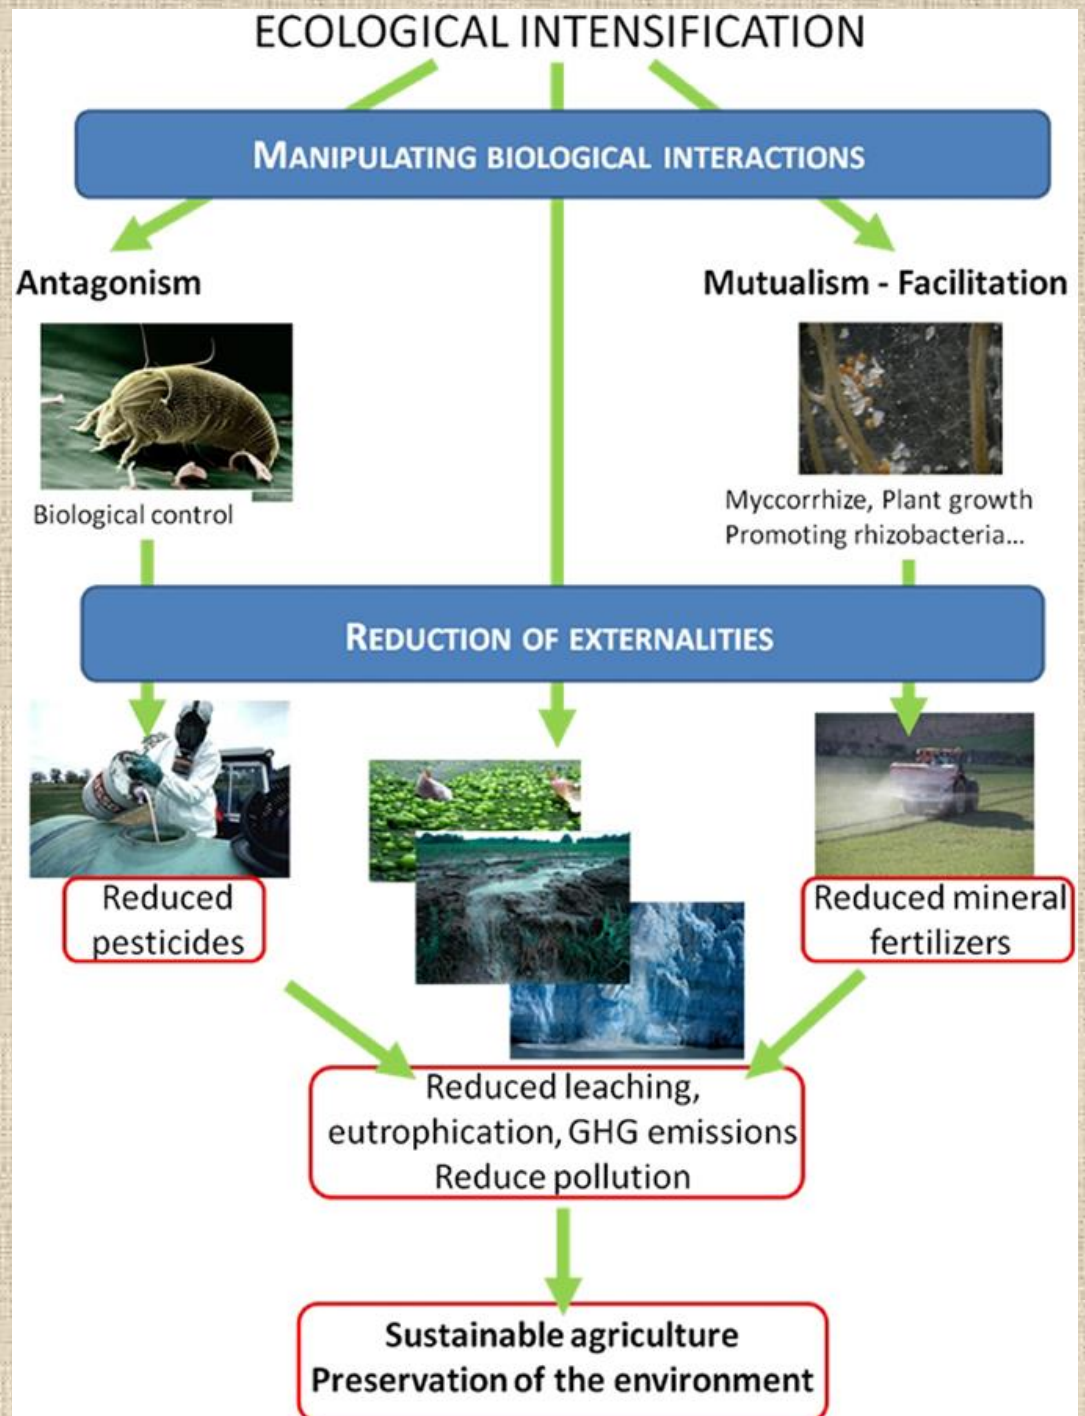 ECOLOGICAL INTENSIFICATION
MANIPULATING BIOLOGICAL INTERACTIONS
Antagonism
Mutualism - Facilitation
Biological control
Myccorrhize, Plant growth
Promoting rhizobacteria...
REDUCTION OF EXTERNALITIES
Reduced
pesticides
Reduced mineral
fertilizers
Reduced leaching,
eutrophication, GHG emissions
Reduce pollution
Sustainable agriculture
Preservation of the environment